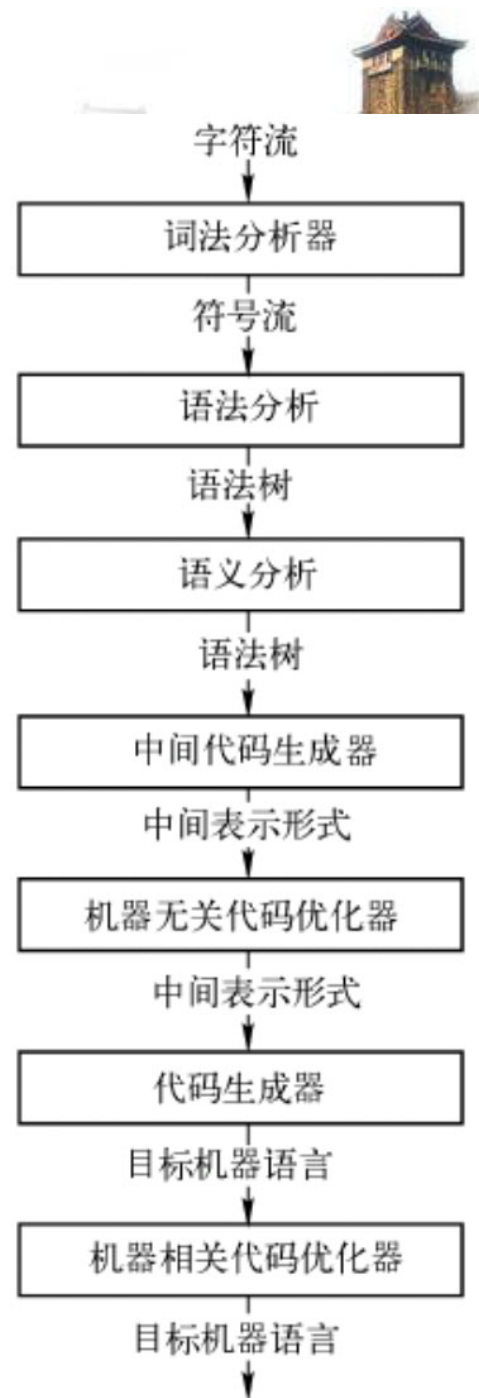 字符流
词法分析器
符号流
语法分析
语法树
语义分析
语法树
中间代码生成器
中间表示形式
机器无关代码优化器
中间表示形式
代码生成器
目标机器语言
机器相关代码优化器
目标机器语言